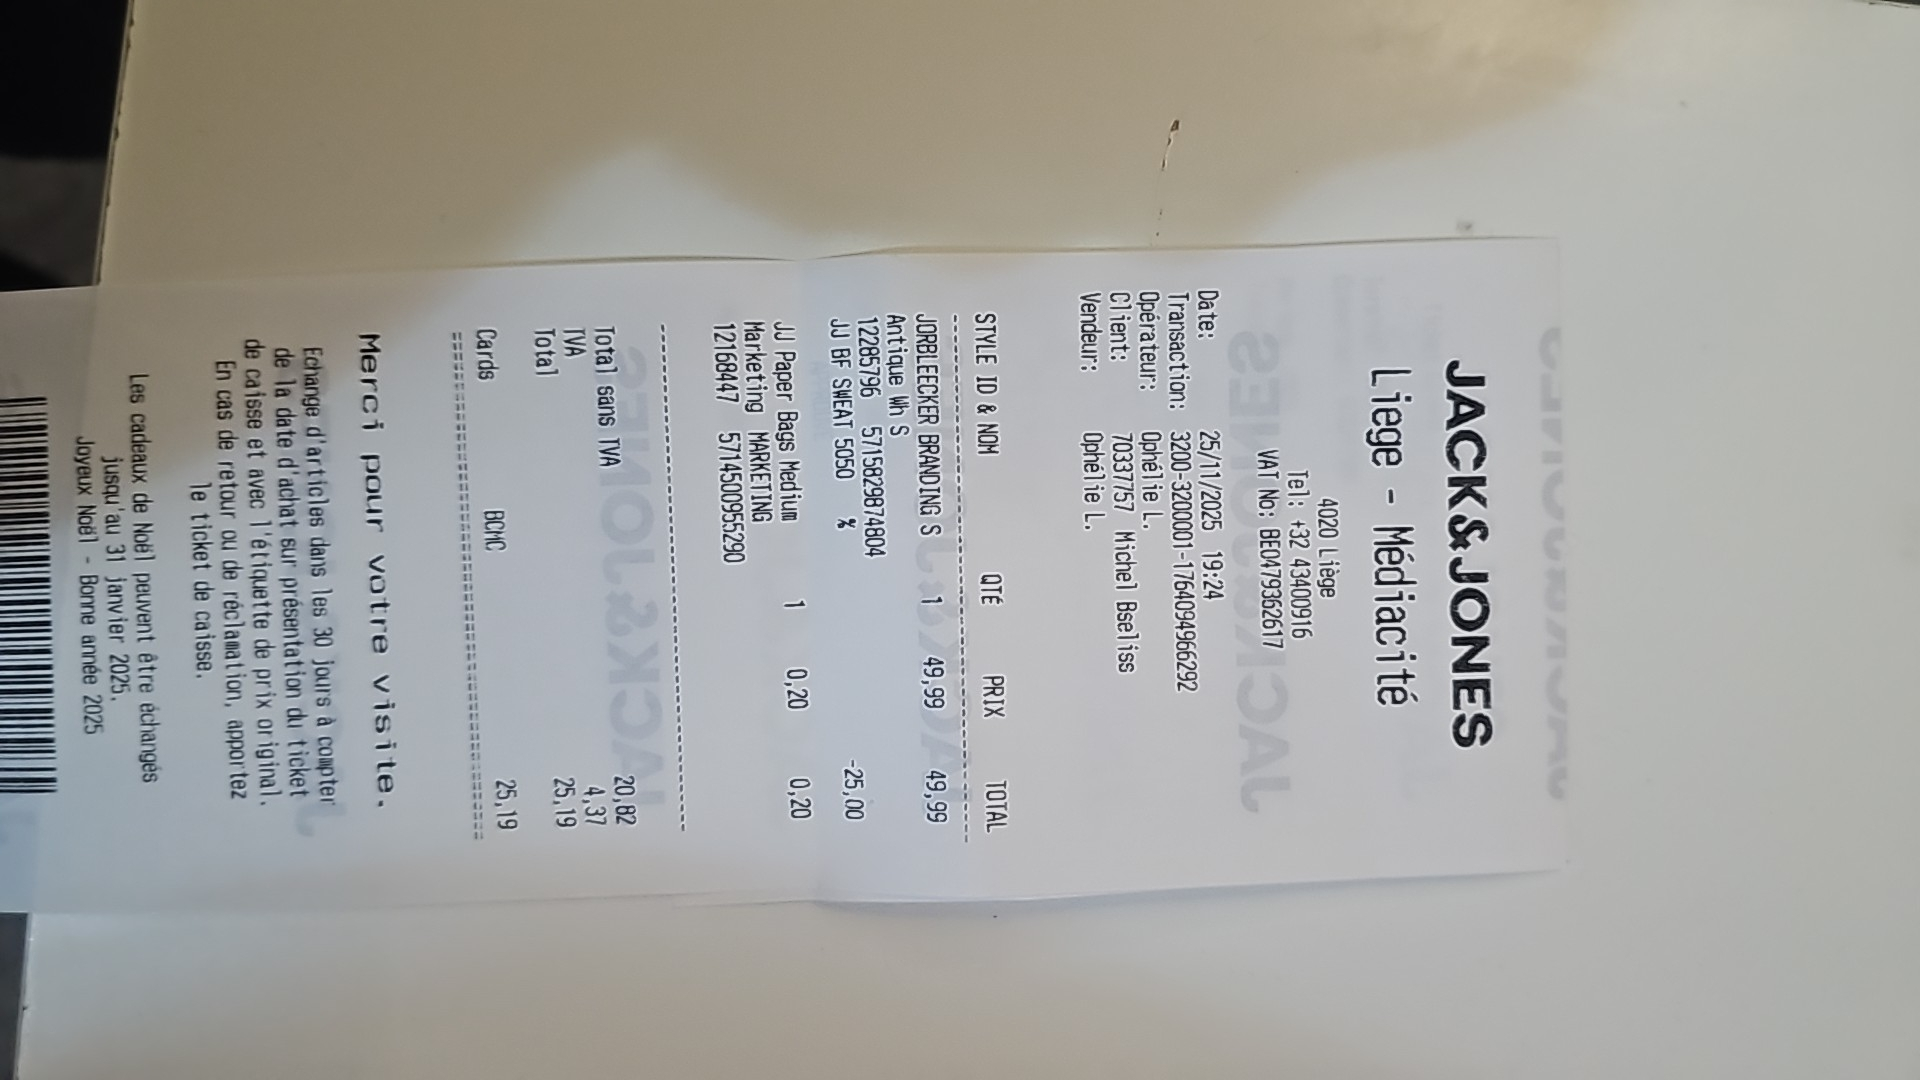 JACK&JONES
Liege - Médiacité
4020 Liège
Tel: +32 43400916
VAT No: BE0479362617
Date: 25/11/2025 19:24
Transaction: 3200-3200001-1764094966292
Opérateur: Ophélie L.
Client: 70337757 Michel Bseliss
Vendeur: Ophélie L.
STYLE ID & NOM QTÉ PRIX TOTAL
JORBLEECKER BRANDING S 1 49,99 49,99
Antique Wh S
12285796 5715829874804
JJ BF SWEAT 5050 % -25,00
JJ Paper Bags Medium 1 0,20 0,20
Marketing MARKETING
12168447 5714500955290
Total sans TVA 20,82
TVA 4,37
Total 25,19
Cards BCMC 25,19
Merci pour votre visite.
Echange d'articles dans les 30 jours à compter
de la date d'achat sur présentation du ticket
de caisse et avec l'étiquette de prix original.
En cas de retour ou de réclamation, apportez
le ticket de caisse.
Les cadeaux de Noël peuvent être échangés
jusqu'au 31 janvier 2025.
Joyeux Noël - Bonne année 2025